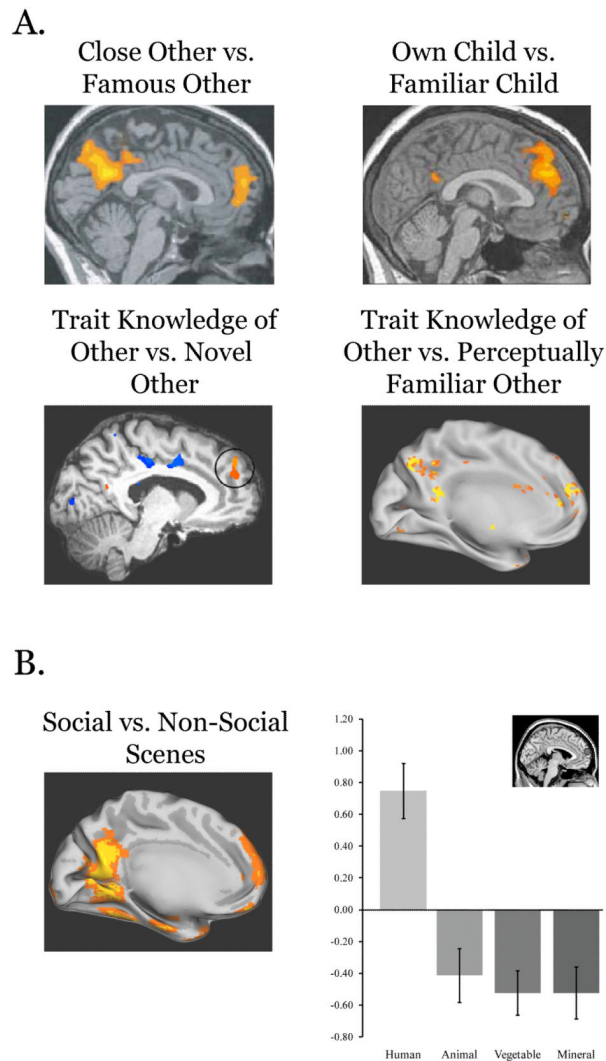 A.
Close Other vs.
Famous Other
Own Child vs.
Familiar Child
Trait Knowledge of
Other vs. Novel
Other
Trait Knowledge of
Other vs. Perceptually
Familiar Other
B.
Social vs. Non-Social
Scenes
1.20
1.00
0.80
0.60
0.40
0.20
0.00
-0.20
-0.40
-0.60
-0.80
Human Animal Vegetable Mineral